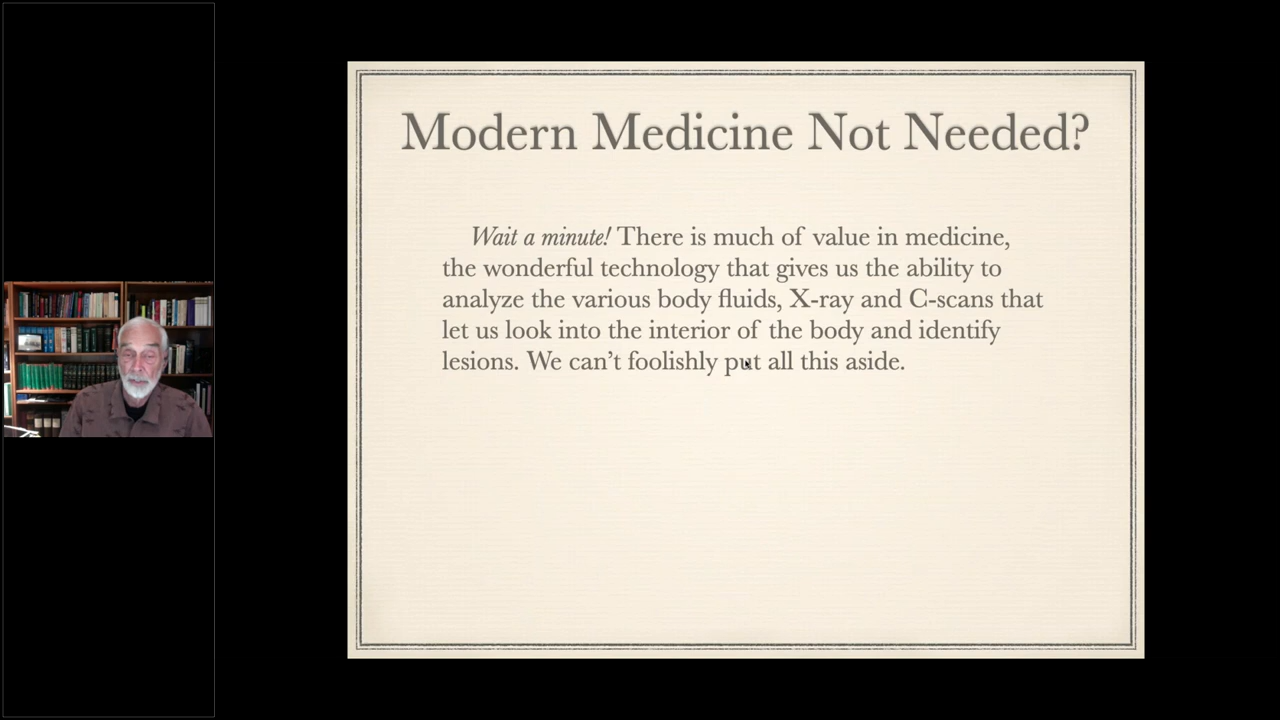 Modern Medicine Not Needed?
Wait a minute! There is much of value in medicine,
the wonderful technology that gives us the ability to
analyze the various body fluids, X-ray and C-scans that
let us look into the interior of the body and identify
lesions. We can’t foolishly put all this aside.